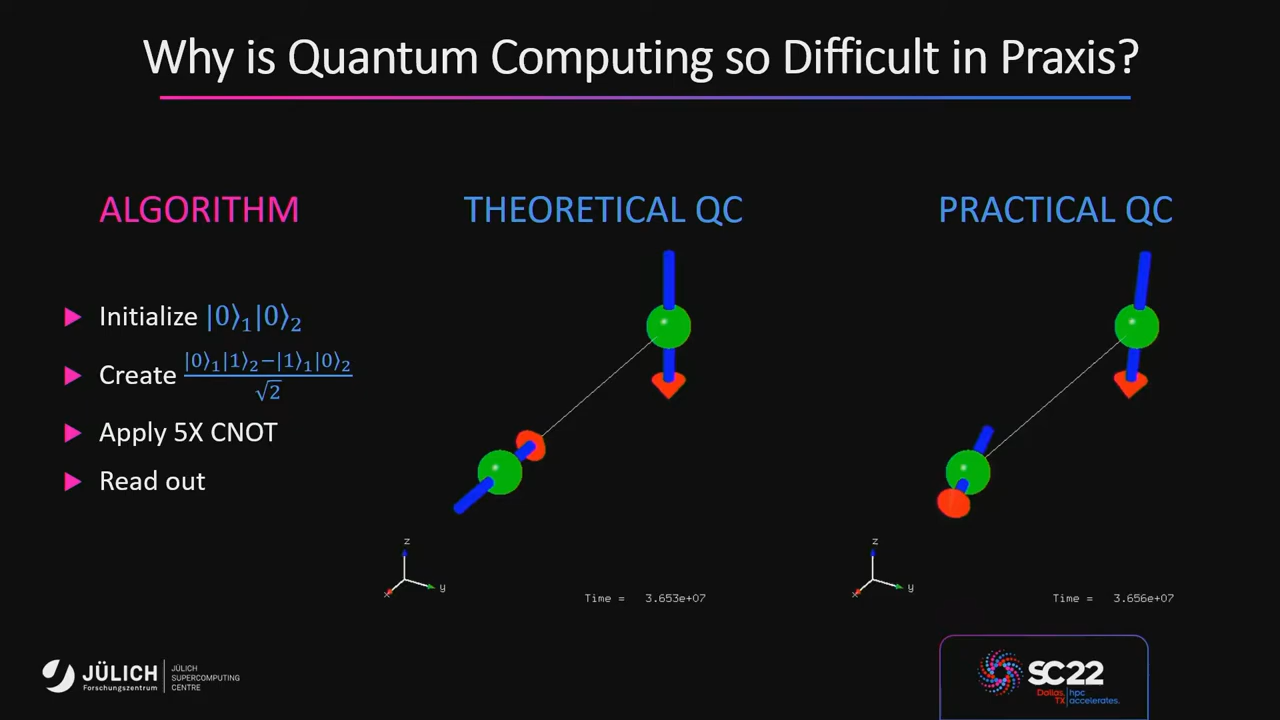 Why is Quantum Computing so Difficult in Praxis?
ALGORITHM
Initialize |0⟩₁|0⟩₂
Create (|0⟩₁|1⟩₂−|1⟩₁|0⟩₂)/√2
Apply 5X CNOT
Read out
THEORETICAL QC
z
y
x
Time = 3.653e+07
PRACTICAL QC
z
y
x
Time = 3.656e+07
JÜLICH
Forschungszentrum
JÜLICH
SUPERCOMPUTING
CENTRE
SC22
Dallas, TX
hpc
accelerates.